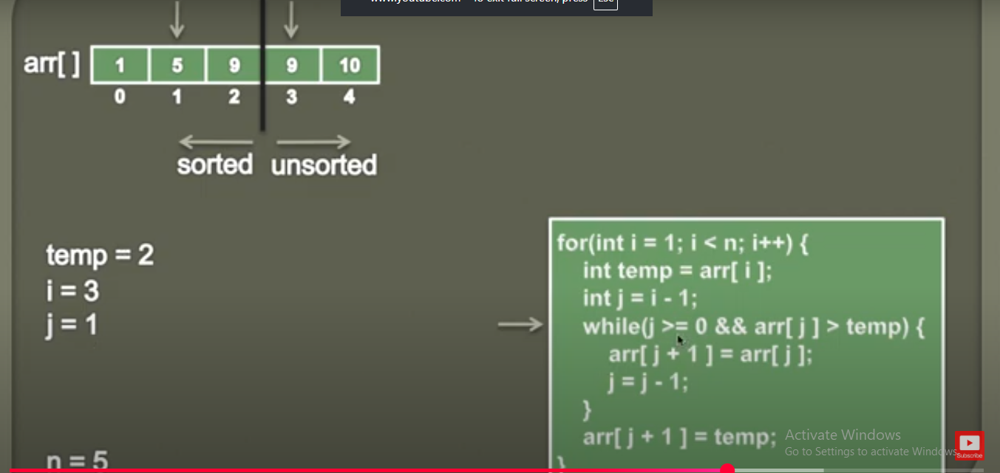 www.youtube.com To exit full screen, press Esc
arr[ ] 1 5 9 9 10
0 1 2 3 4
sorted unsorted
temp = 2
i = 3
j = 1
n = 5
for(int i = 1; i < n; i++) {
int temp = arr[ i ];
int j = i - 1;
while(j >= 0 && arr[ j ] > temp) {
arr[ j + 1 ] = arr[ j ];
j = j - 1;
}
arr[ j + 1 ] = temp;
}
Activate Windows
Go to Settings to activate Windows.
Subscribe